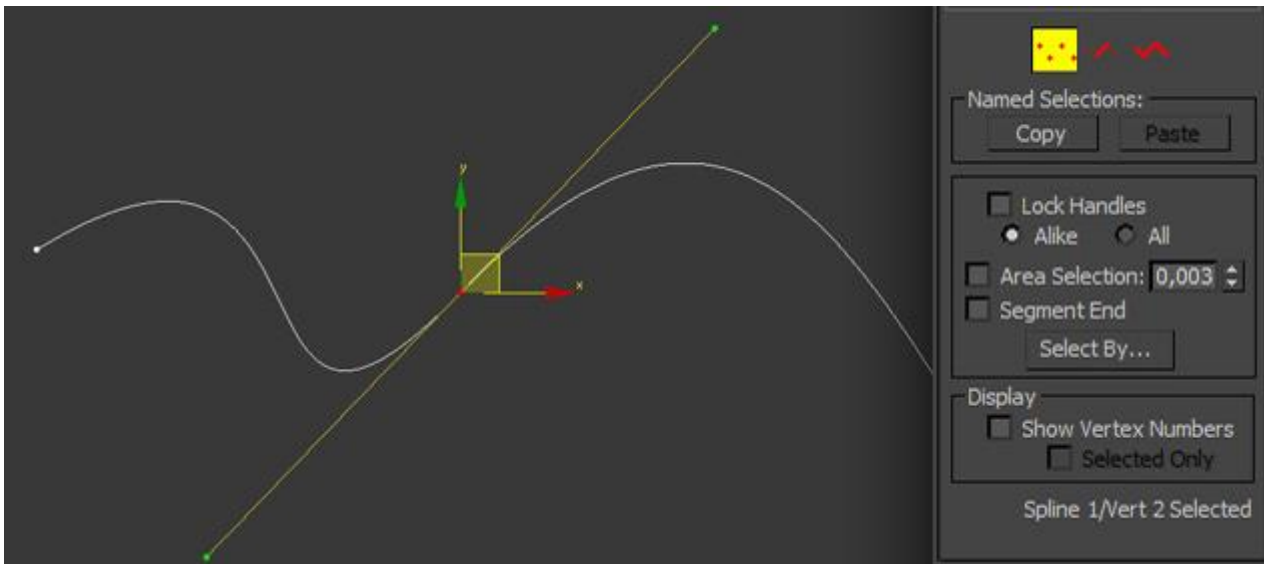 y
x
Named Selections:
Copy Paste
Lock Handles
Alike All
Area Selection: 0,003
Segment End
Select By...
Display
Show Vertex Numbers
Selected Only
Spline 1/Vert 2 Selected